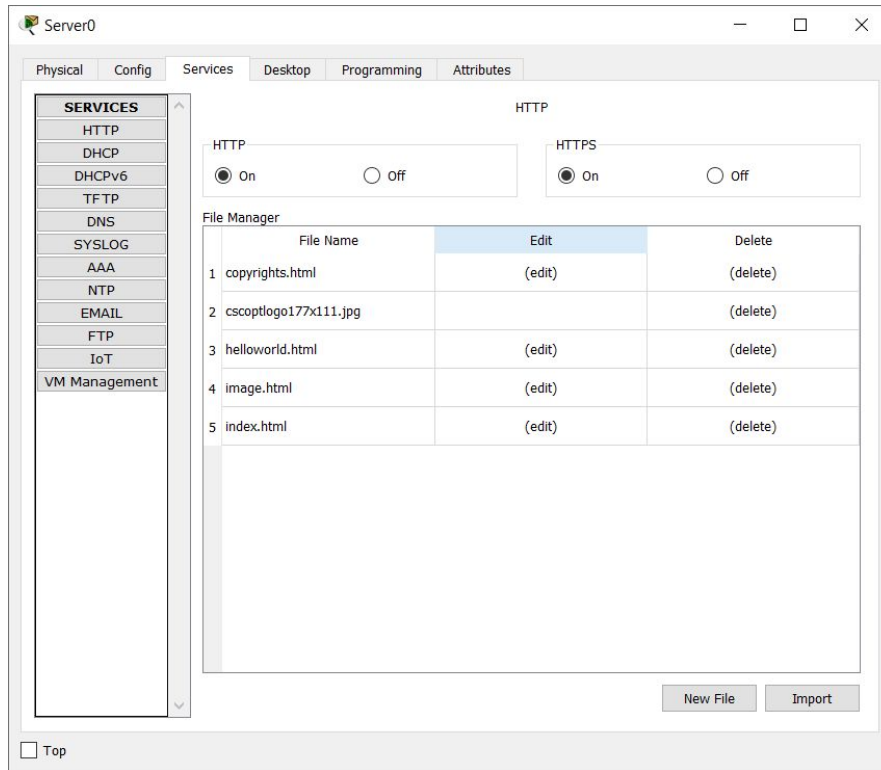 Server0
Physical Config Services Desktop Programming Attributes
SERVICES
HTTP
DHCP
DHCPv6
TFTP
DNS
SYSLOG
AAA
NTP
EMAIL
FTP
IoT
VM Management
HTTP
HTTP
On Off
HTTPS
On Off
File Manager
File Name Edit Delete
1 copyrights.html (edit) (delete)
2 cscoptlogo177x111.jpg (delete)
3 helloworld.html (edit) (delete)
4 image.html (edit) (delete)
5 index.html (edit) (delete)
New File Import
Top